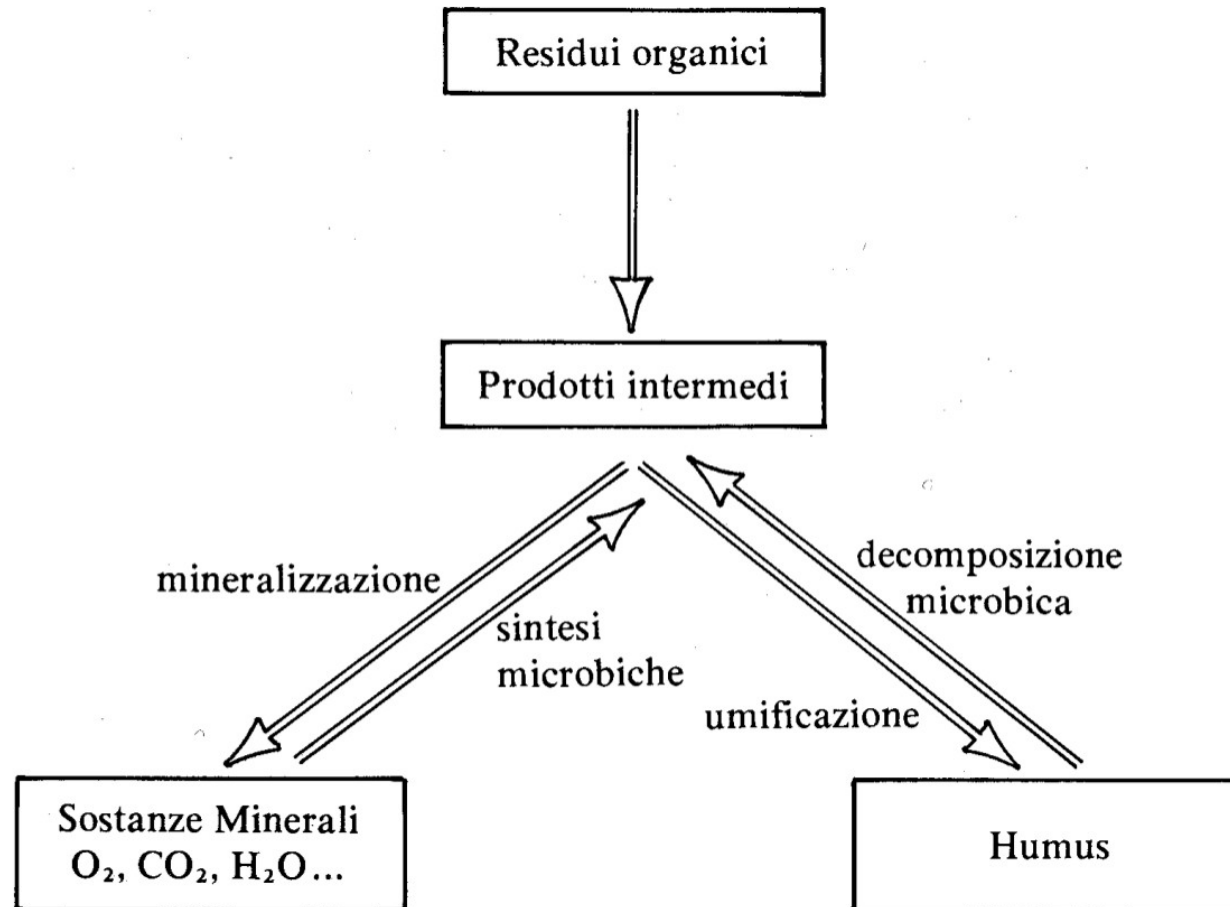 Residui organici
Prodotti intermedi
mineralizzazione
sintesi
microbiche
decomposizione
microbica
umificazione
Sostanze Minerali
O₂, CO₂, H₂O...
Humus